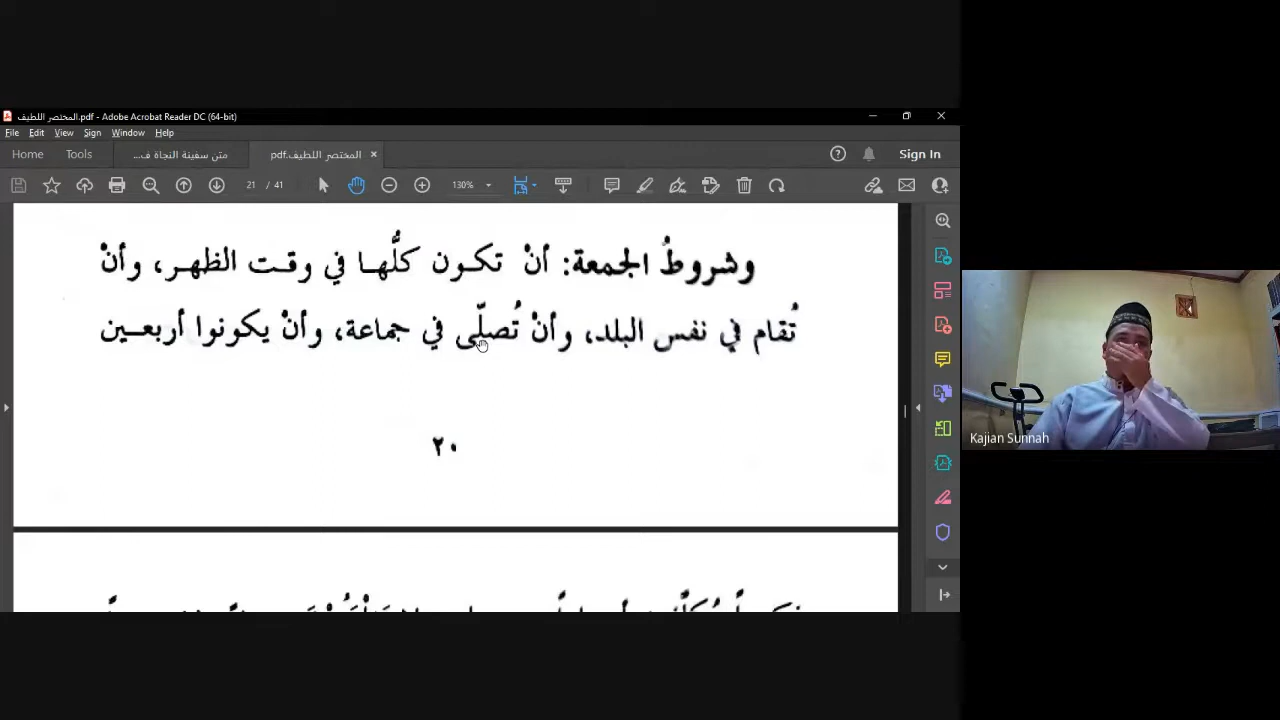 المختصر اللطيف.pdf - Adobe Acrobat Reader DC (64-bit)
File Edit View Sign Window Help
Home Tools متن سفينة النجاة ف... المختصر اللطيف.pdf × Sign In
21 / 41 130%
وشروطُ الجمعة: أنْ تكون كلُّها في وقت الظهر، وأنْ
تُقام في نفس البلد، وأنْ تُصلّى في جماعة، وأنْ يكونوا أربعين
٢٠
Kajian Sunnah